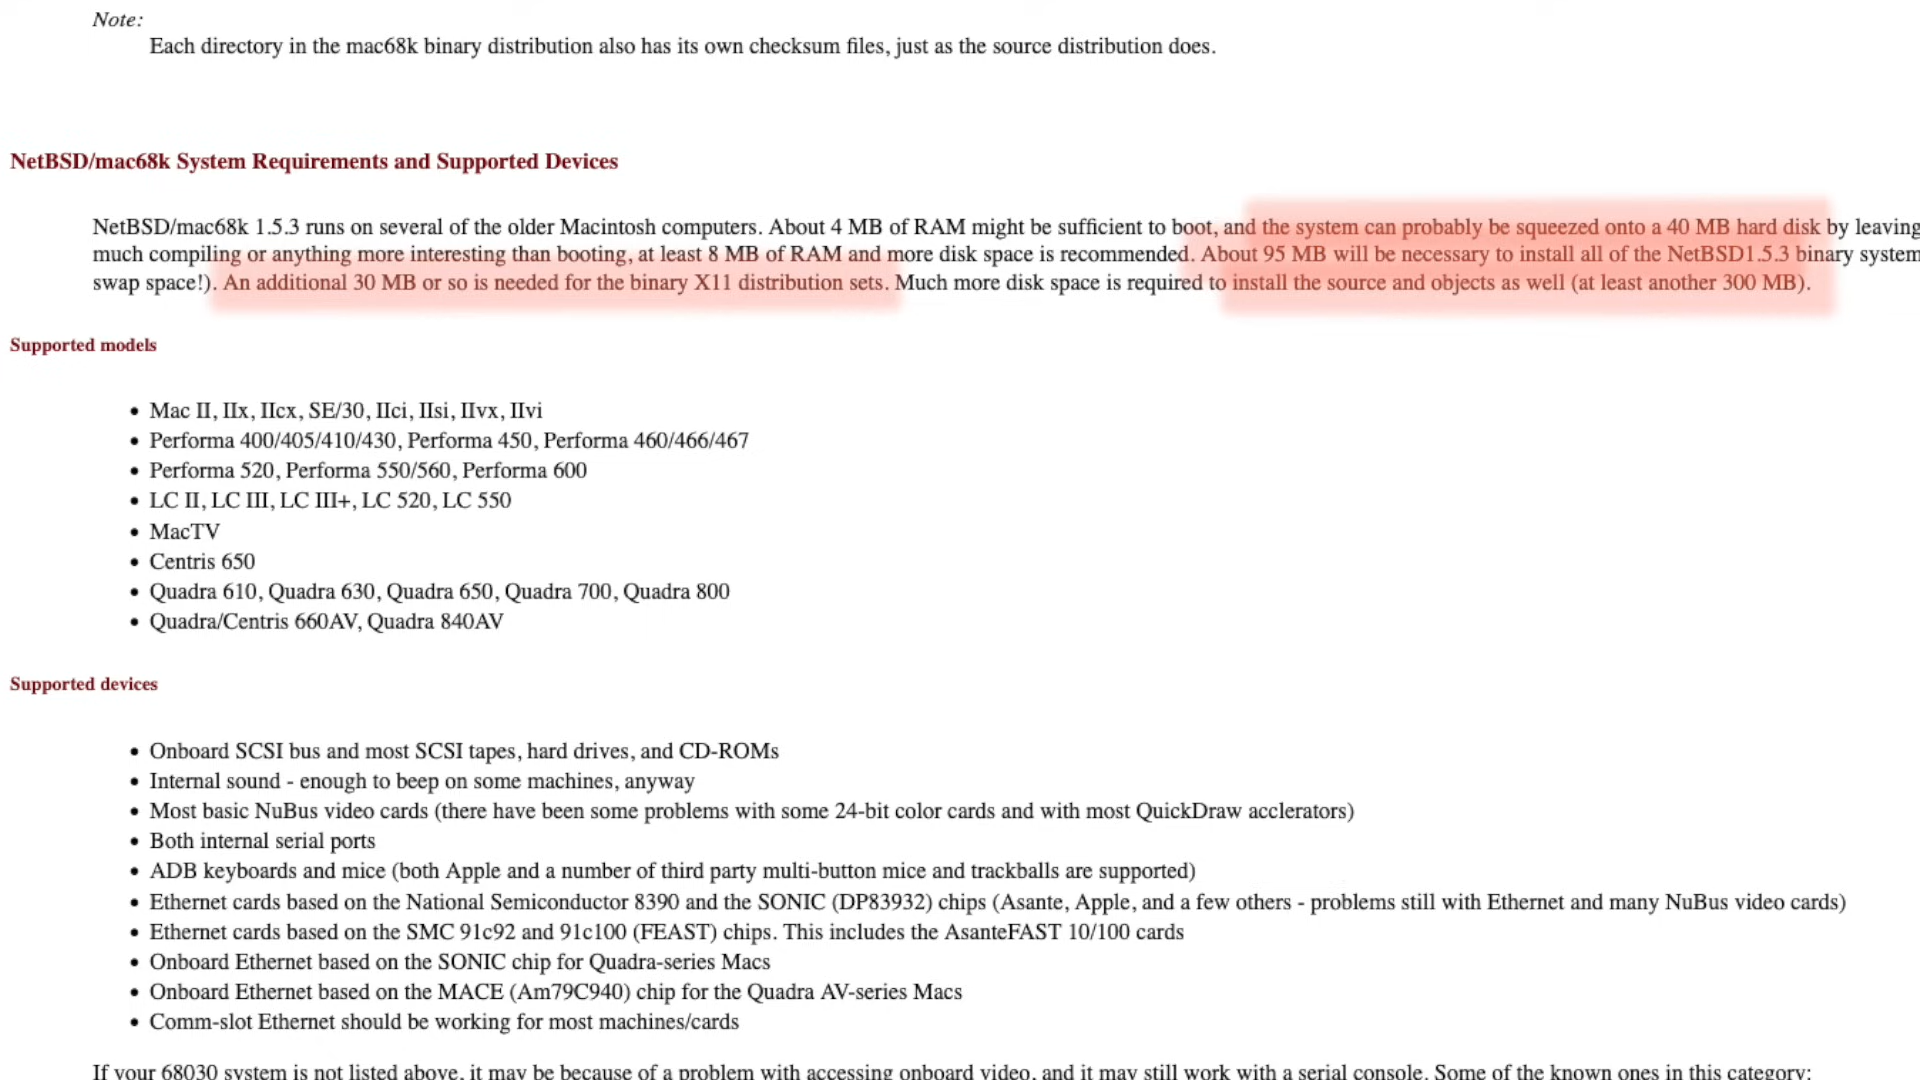 Note:
Each directory in the mac68k binary distribution also has its own checksum files, just as the source distribution does.
NetBSD/mac68k System Requirements and Supported Devices
NetBSD/mac68k 1.5.3 runs on several of the older Macintosh computers. About 4 MB of RAM might be sufficient to boot, and the system can probably be squeezed onto a 40 MB hard disk by leaving
much compiling or anything more interesting than booting, at least 8 MB of RAM and more disk space is recommended. About 95 MB will be necessary to install all of the NetBSD1.5.3 binary system
swap space!). An additional 30 MB or so is needed for the binary X11 distribution sets. Much more disk space is required to install the source and objects as well (at least another 300 MB).
Supported models
• Mac II, IIx, IIcx, SE/30, IIci, IIsi, IIvx, IIvi
• Performa 400/405/410/430, Performa 450, Performa 460/466/467
• Performa 520, Performa 550/560, Performa 600
• LC II, LC III, LC III+, LC 520, LC 550
• MacTV
• Centris 650
• Quadra 610, Quadra 630, Quadra 650, Quadra 700, Quadra 800
• Quadra/Centris 660AV, Quadra 840AV
Supported devices
• Onboard SCSI bus and most SCSI tapes, hard drives, and CD-ROMs
• Internal sound - enough to beep on some machines, anyway
• Most basic NuBus video cards (there have been some problems with some 24-bit color cards and with most QuickDraw acclerators)
• Both internal serial ports
• ADB keyboards and mice (both Apple and a number of third party multi-button mice and trackballs are supported)
• Ethernet cards based on the National Semiconductor 8390 and the SONIC (DP83932) chips (Asante, Apple, and a few others - problems still with Ethernet and many NuBus video cards)
• Ethernet cards based on the SMC 91c92 and 91c100 (FEAST) chips. This includes the AsanteFAST 10/100 cards
• Onboard Ethernet based on the SONIC chip for Quadra-series Macs
• Onboard Ethernet based on the MACE (Am79C940) chip for the Quadra AV-series Macs
• Comm-slot Ethernet should be working for most machines/cards
If your 68030 system is not listed above, it may be because of a problem with accessing onboard video, and it may still work with a serial console. Some of the known ones in this category: